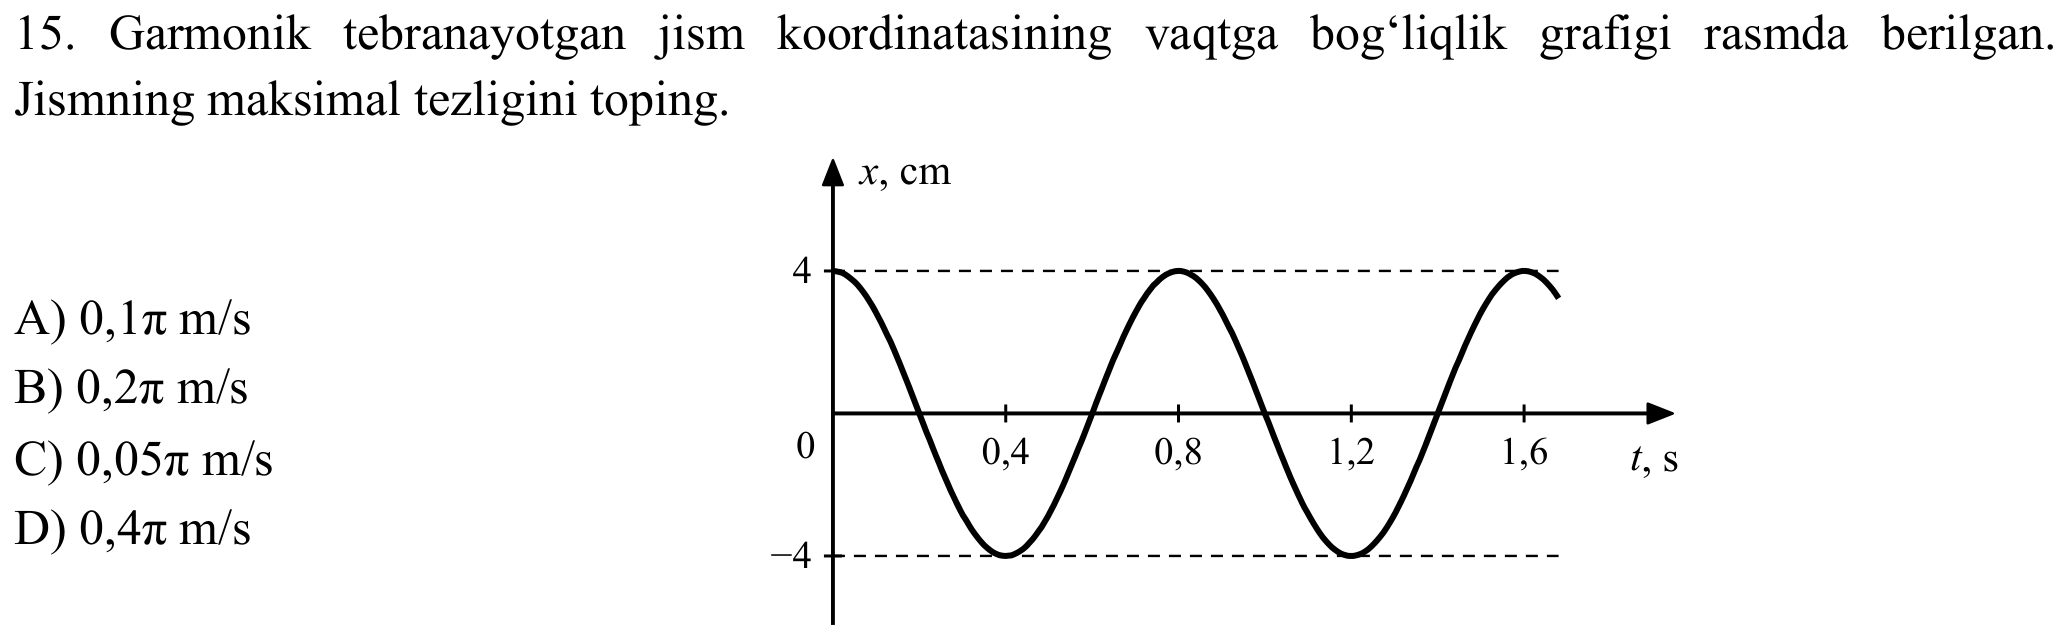 15. Garmonik tebranayotgan jism koordinatasining vaqtga bog‘liqlik grafigi rasmda berilgan.
Jismning maksimal tezligini toping.
x, cm
4
A) 0,1π m/s
B) 0,2π m/s
C) 0,05π m/s
D) 0,4π m/s
0
0,4
0,8
1,2
1,6
t, s
−4